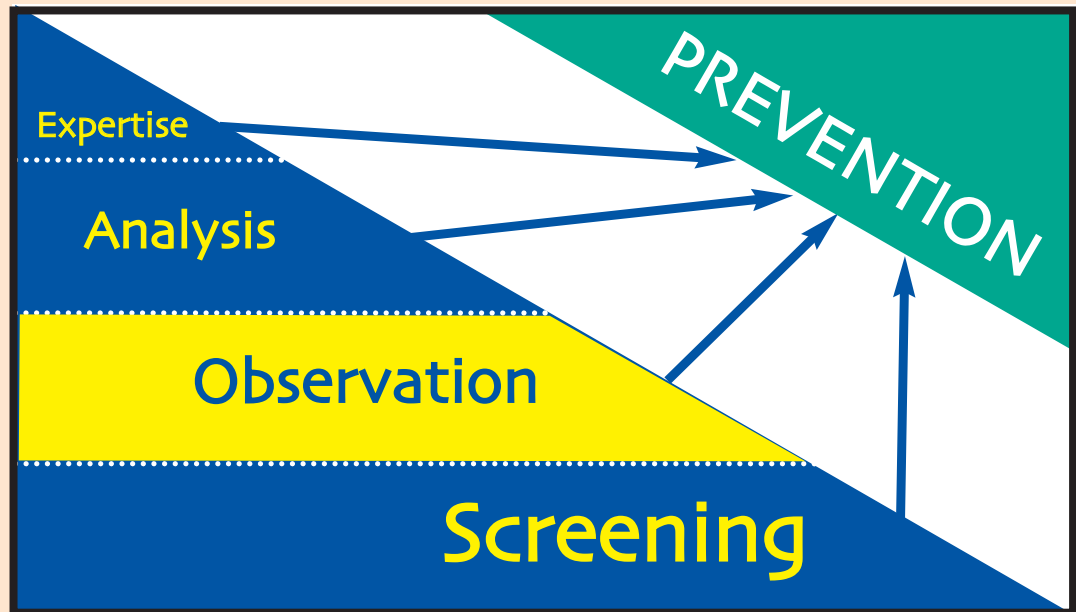 PREVENTION
Expertise
Analysis
Observation
Screening